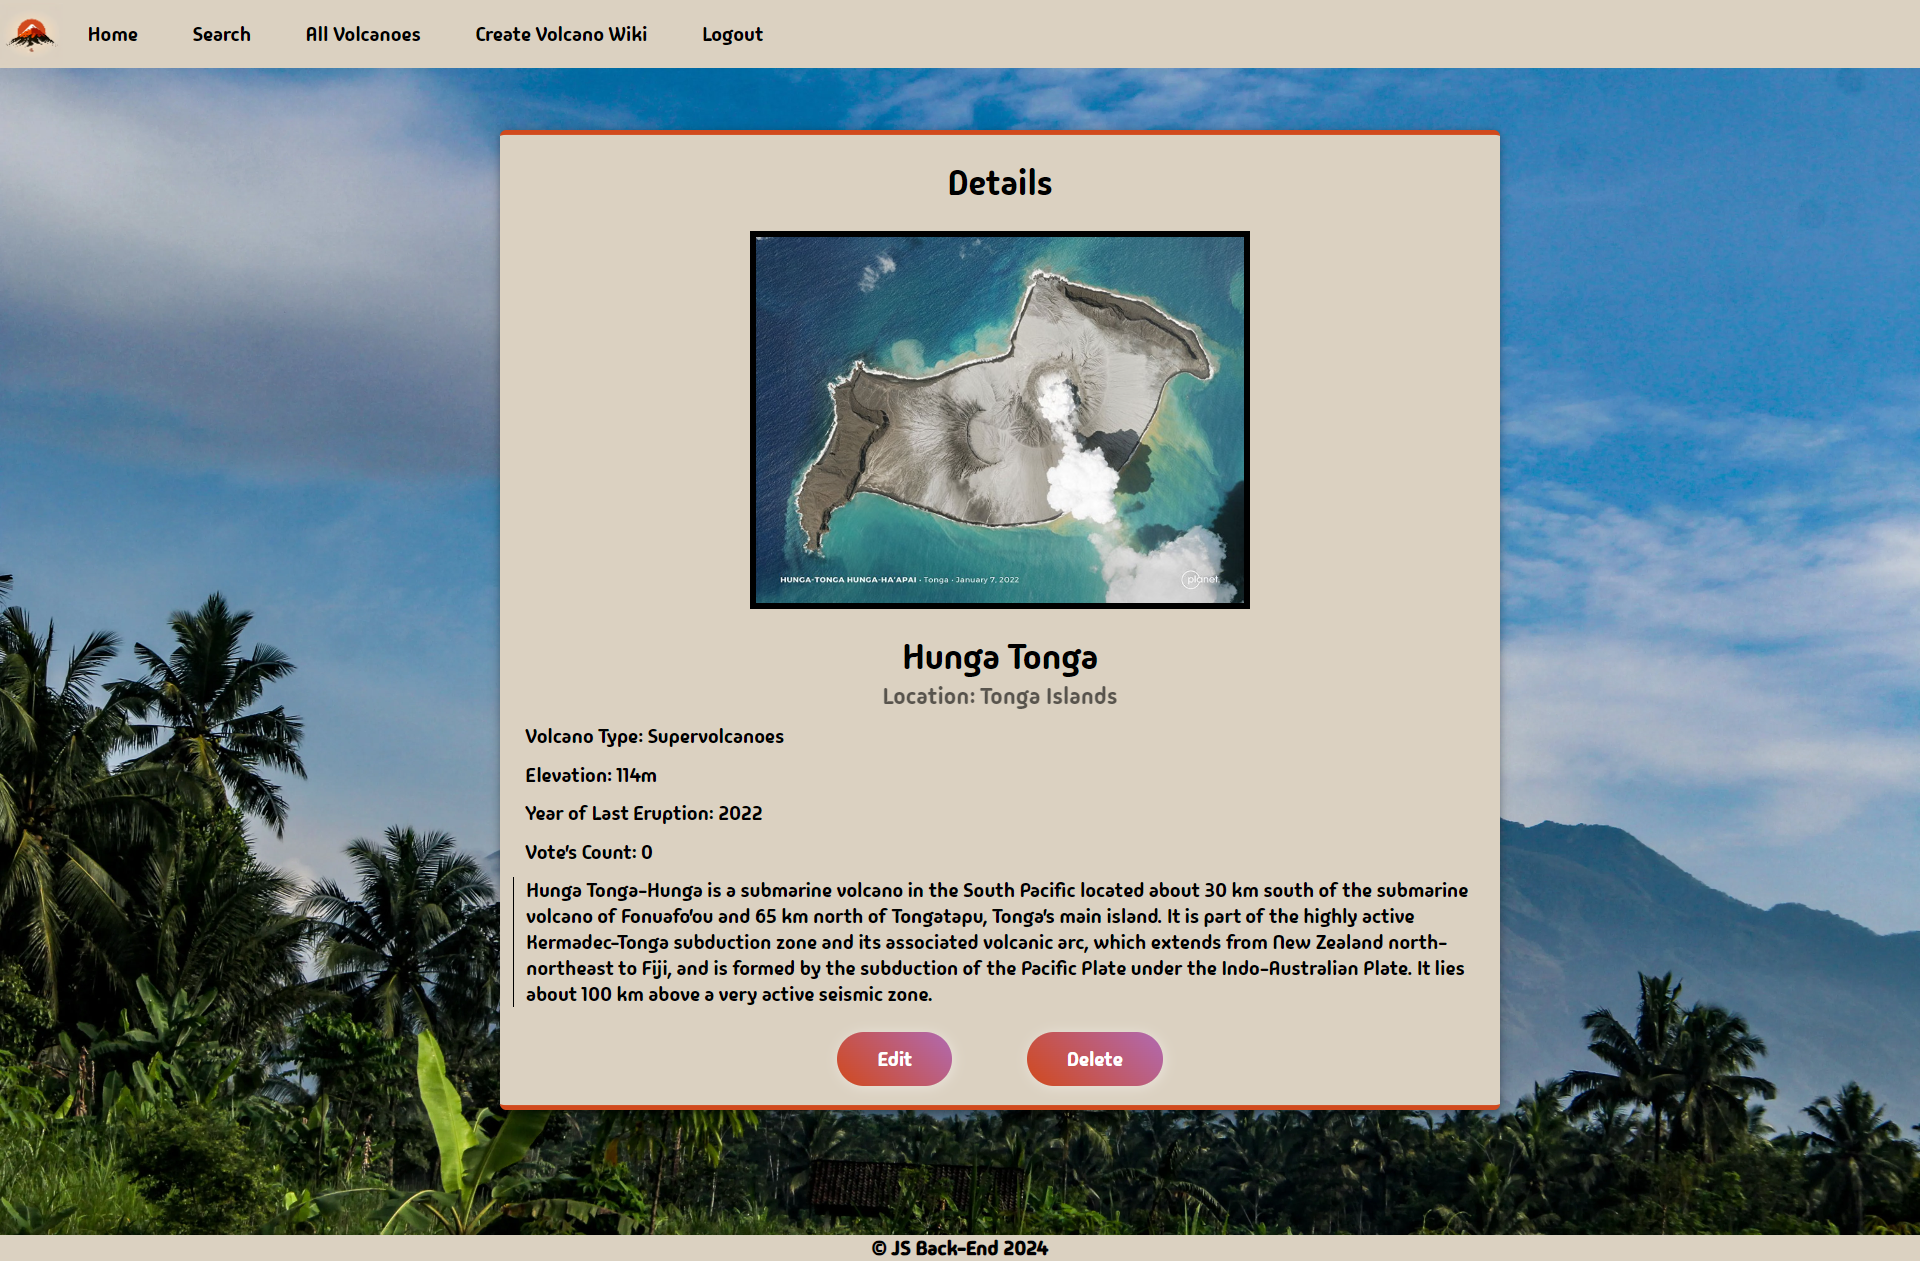 Home
Search
All Volcanoes
Create Volcano Wiki
Logout
Details
HUNGA-TONGA HUNGA-HA'APAI • Tonga • January 7, 2022
planet.
Hunga Tonga
Location: Tonga Islands
Volcano Type: Supervolcanoes
Elevation: 114m
Year of Last Eruption: 2022
Vote's Count: 0
Hunga Tonga-Hunga is a submarine volcano in the South Pacific located about 30 km south of the submarine
volcano of Fonuafo'ou and 65 km north of Tongatapu, Tonga's main island. It is part of the highly active
Kermadec-Tonga subduction zone and its associated volcanic arc, which extends from New Zealand north-
northeast to Fiji, and is formed by the subduction of the Pacific Plate under the Indo-Australian Plate. It lies
about 100 km above a very active seismic zone.
Edit
Delete
© JS Back-End 2024